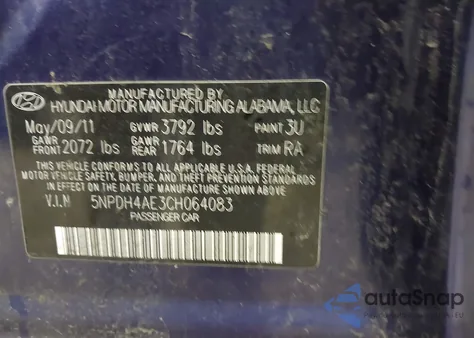 MANUFACTURED BY
HYUNDAI MOTOR MANUFACTURING ALABAMA, LLC
May/09/11 GVWR 3792 lbs PAINT 3U
GAWR FRONT 2072 lbs GAWR REAR 1764 lbs TRIM RA
THIS VEHICLE CONFORMS TO ALL APPLICABLE U.S.A FEDERAL
MOTOR VEHICLE SAFETY, BUMPER, AND THEFT PREVENTION STANDARDS
IN EFFECT ON THE DATE OF MANUFACTURE SHOWN ABOVE.
V.I.N 5NPDH4AE3CH064083
PASSENGER CAR
autoSnap